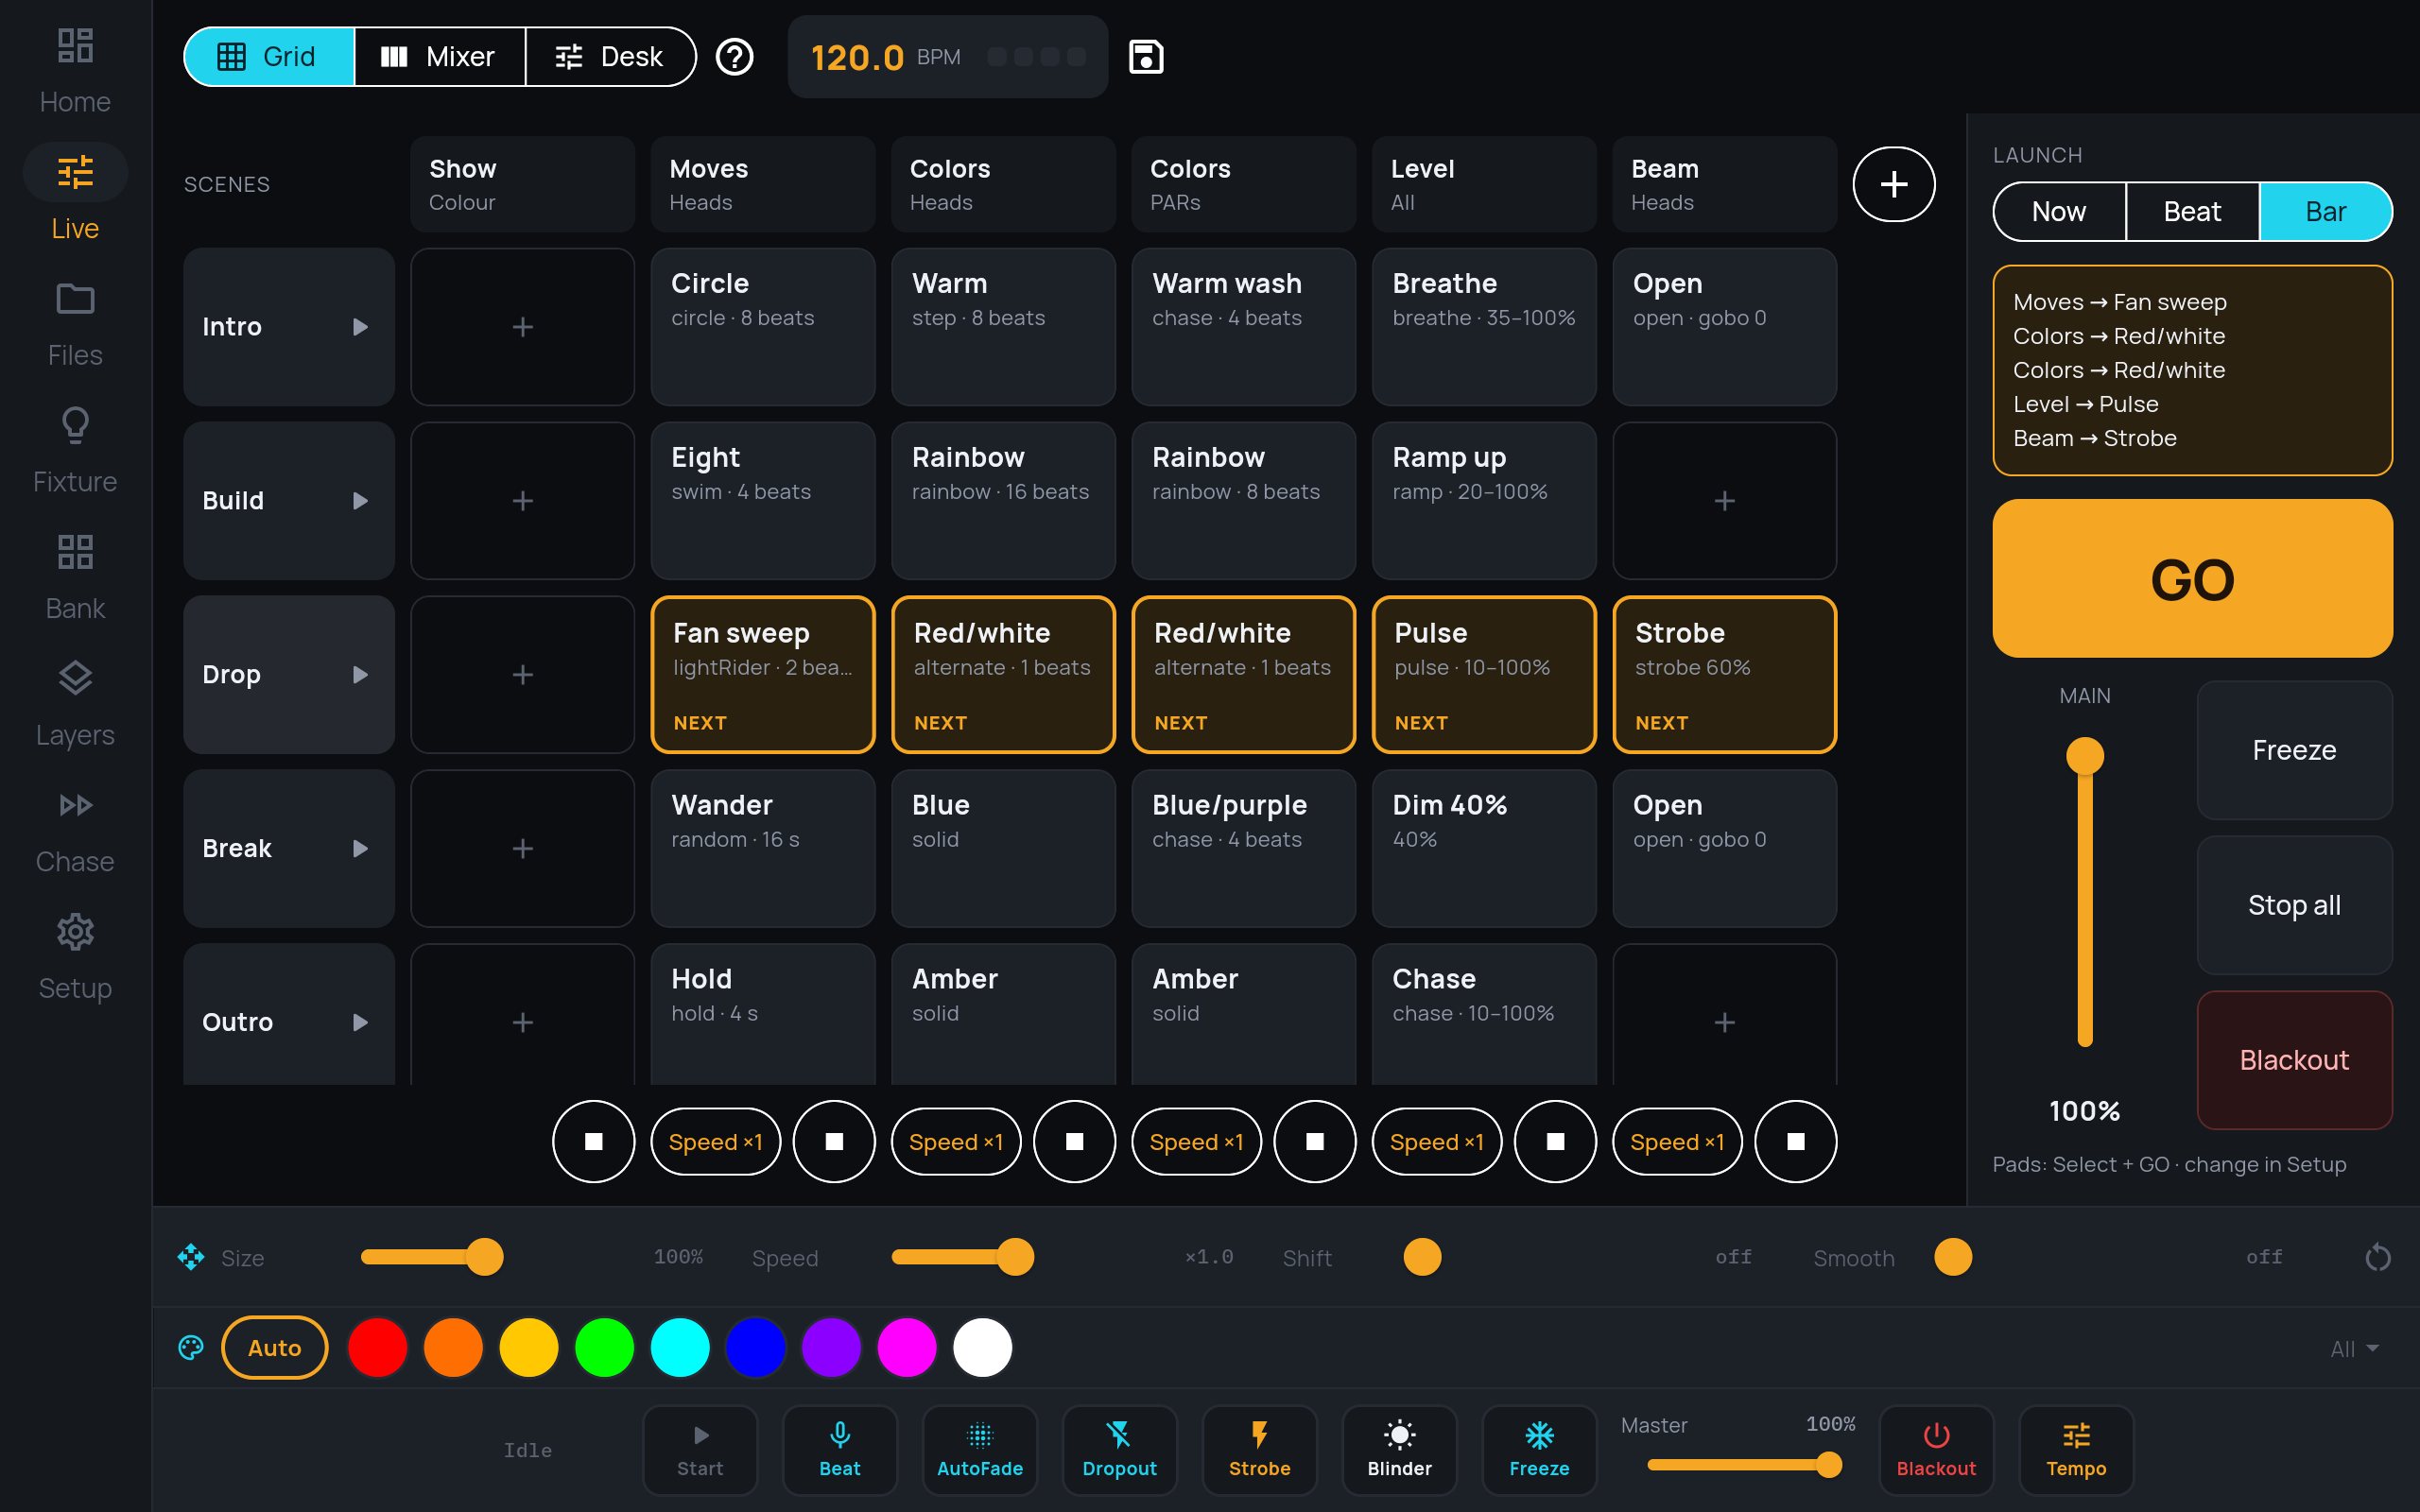 Home
Live
Files
Fixture
Bank
Layers
Chase
Setup
Grid
Mixer
Desk
120.0 BPM
SCENES
Show
Colour
Moves
Heads
Colors
Heads
Colors
PARs
Level
All
Beam
Heads
Intro
Circle
circle · 8 beats
Warm
step · 8 beats
Warm wash
chase · 4 beats
Breathe
breathe · 35–100%
Open
open · gobo 0
Build
Eight
swim · 4 beats
Rainbow
rainbow · 16 beats
Rainbow
rainbow · 8 beats
Ramp up
ramp · 20–100%
Drop
Fan sweep
lightRider · 2 bea...
NEXT
Red/white
alternate · 1 beats
NEXT
Red/white
alternate · 1 beats
NEXT
Pulse
pulse · 10–100%
NEXT
Strobe
strobe 60%
NEXT
Break
Wander
random · 16 s
Blue
solid
Blue/purple
chase · 4 beats
Dim 40%
40%
Open
open · gobo 0
Outro
Hold
hold · 4 s
Amber
solid
Amber
solid
Chase
chase · 10–100%
Speed ×1
Speed ×1
Speed ×1
Speed ×1
Speed ×1
LAUNCH
Now
Beat
Bar
Moves → Fan sweep
Colors → Red/white
Colors → Red/white
Level → Pulse
Beam → Strobe
GO
MAIN
100%
Freeze
Stop all
Blackout
Pads: Select + GO · change in Setup
Size
100%
Speed
×1.0
Shift
off
Smooth
off
Auto
All
Idle
Start
Beat
AutoFade
Dropout
Strobe
Blinder
Freeze
Master
100%
Blackout
Tempo